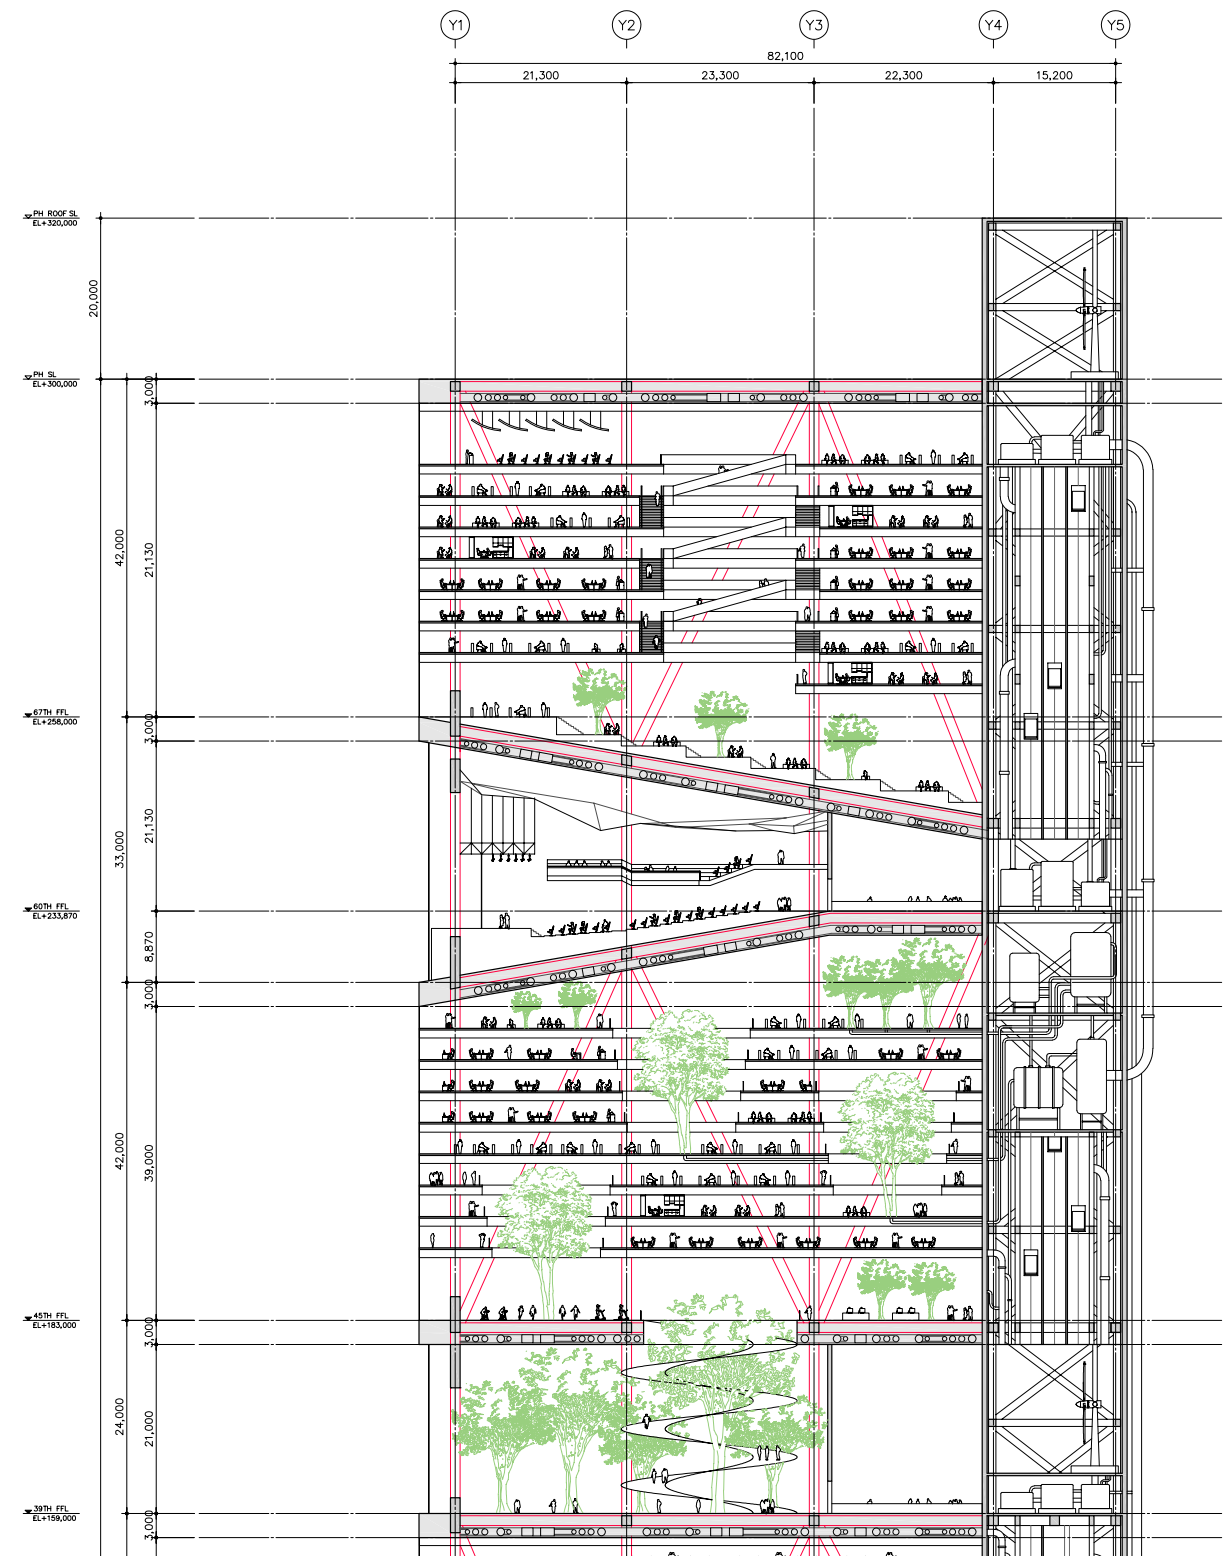 Y1 Y2 Y3 Y4 Y5
82,100
21,300 23,300 22,300 15,200
PH ROOF SL
EL+320,000
20,000
PH SL
EL+300,000
3,000
42,000
21,130
67TH FFL
EL+258,000
3,000
21,130
33,000
60TH FFL
EL+233,870
8,870
3,000
42,000
39,000
45TH FFL
EL+183,000
3,000
24,000
21,000
39TH FFL
EL+159,000
3,000